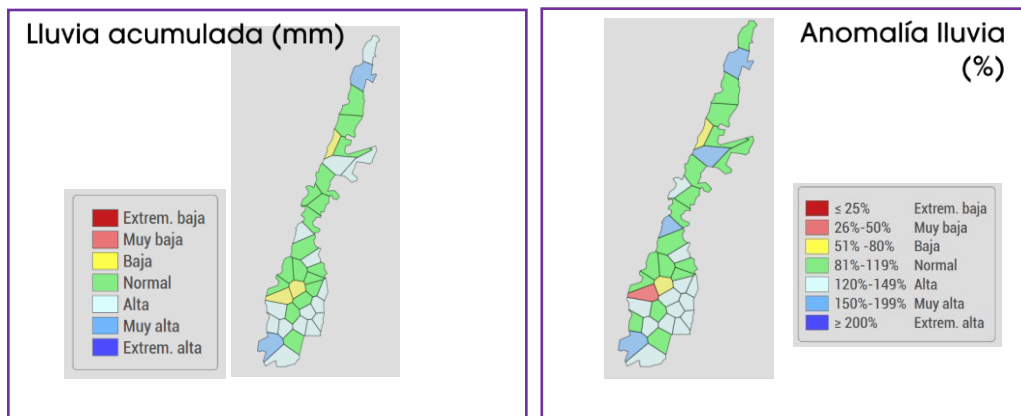 Lluvia acumulada (mm)
Extrem. baja
Muy baja
Baja
Normal
Alta
Muy alta
Extrem. alta
Anomalía lluvia
(%)
≤ 25% Extrem. baja
26%-50% Muy baja
51% -80% Baja
81%-119% Normal
120%-149% Alta
150%-199% Muy alta
≥ 200% Extrem. alta